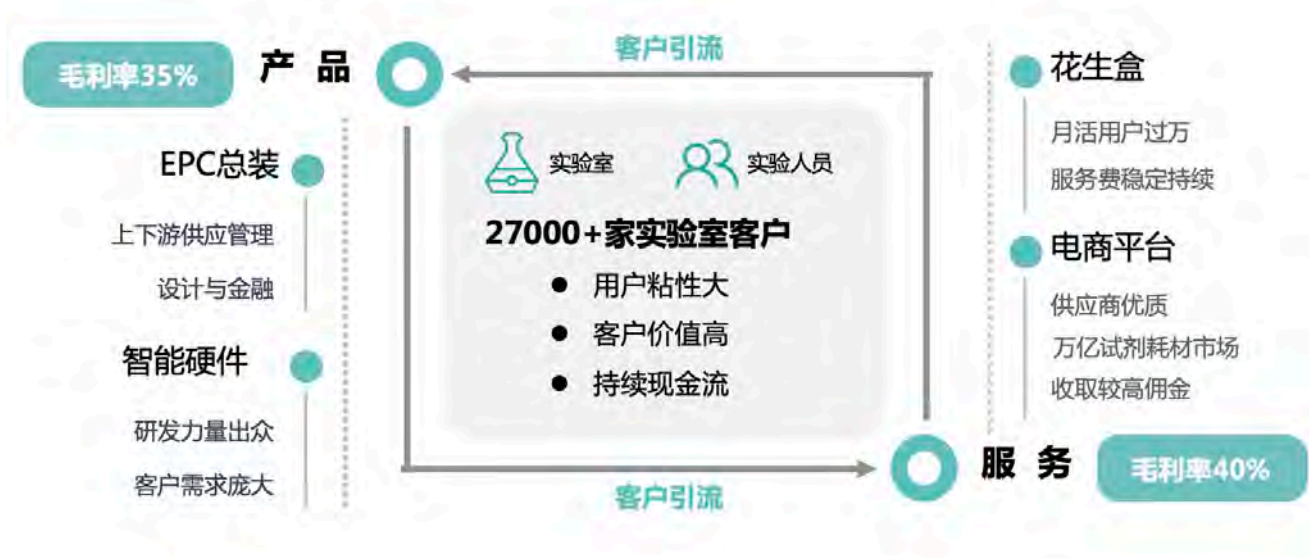 毛利率35%
产 品
EPC总装
上下游供应管理
设计与金融
智能硬件
研发力量出众
客户需求庞大
客户引流
实验室
实验人员
27000+家实验室客户
● 用户粘性大
● 客户价值高
● 持续现金流
客户引流
花生盒
月活用户过万
服务费稳定持续
电商平台
供应商优质
万亿试剂耗材市场
收取较高佣金
服 务
毛利率40%